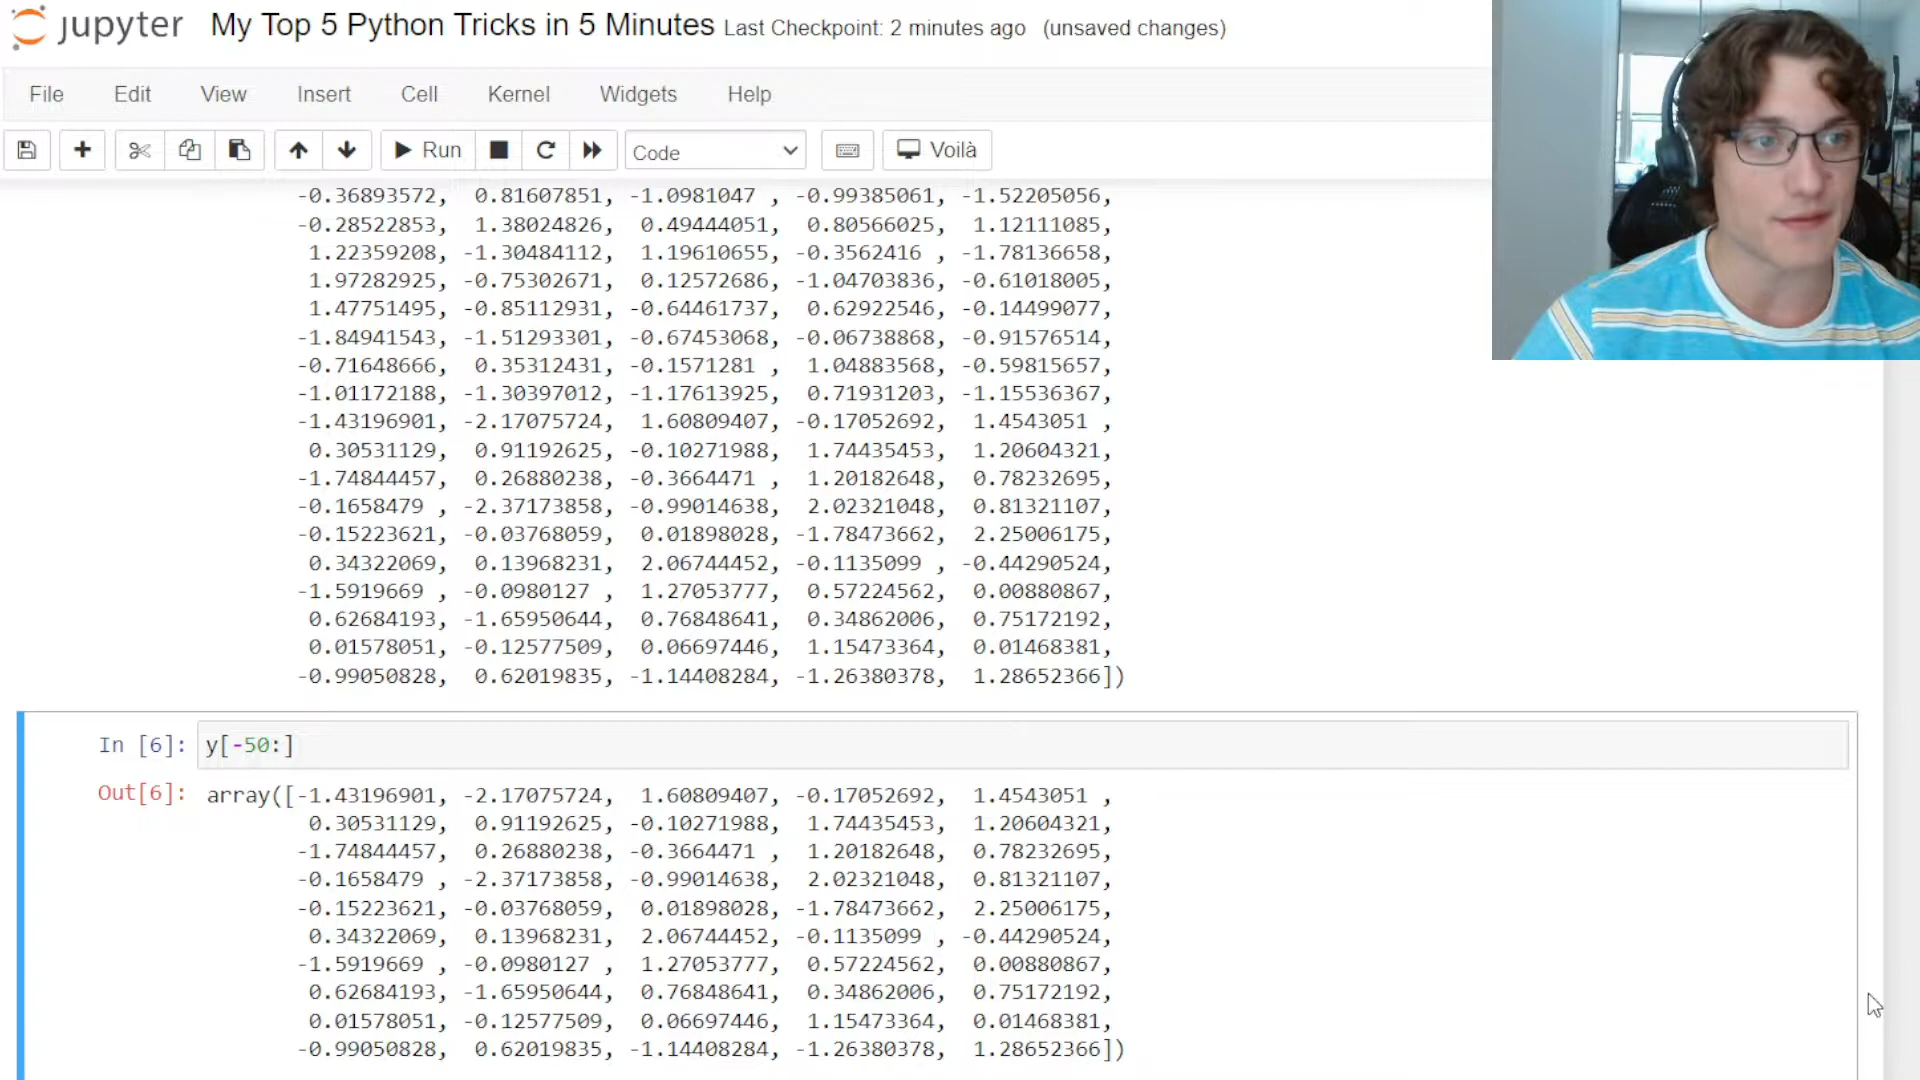 jupyter My Top 5 Python Tricks in 5 Minutes Last Checkpoint: 2 minutes ago (unsaved changes)
File Edit View Insert Cell Kernel Widgets Help
Run Code Voilà
-0.36893572, 0.81607851, -1.0981047 , -0.99385061, -1.52205056,
-0.28522853, 1.38024826, 0.49444051, 0.80566025, 1.12111085,
1.22359208, -1.30484112, 1.19610655, -0.3562416 , -1.78136658,
1.97282925, -0.75302671, 0.12572686, -1.04703836, -0.61018005,
1.47751495, -0.85112931, -0.64461737, 0.62922546, -0.14499077,
-1.84941543, -1.51293301, -0.67453068, -0.06738868, -0.91576514,
-0.71648666, 0.35312431, -0.1571281 , 1.04883568, -0.59815657,
-1.01172188, -1.30397012, -1.17613925, 0.71931203, -1.15536367,
-1.43196901, -2.17075724, 1.60809407, -0.17052692, 1.4543051 ,
0.30531129, 0.91192625, -0.10271988, 1.74435453, 1.20604321,
-1.74844457, 0.26880238, -0.3664471 , 1.20182648, 0.78232695,
-0.1658479 , -2.37173858, -0.99014638, 2.02321048, 0.81321107,
-0.15223621, -0.03768059, 0.01898028, -1.78473662, 2.25006175,
0.34322069, 0.13968231, 2.06744452, -0.1135099 , -0.44290524,
-1.5919669 , -0.0980127 , 1.27053777, 0.57224562, 0.00880867,
0.62684193, -1.65950644, 0.76848641, 0.34862006, 0.75172192,
0.01578051, -0.12577509, 0.06697446, 1.15473364, 0.01468381,
-0.99050828, 0.62019835, -1.14408284, -1.26380378, 1.28652366])
In [6]: y[-50:]
Out[6]: array([-1.43196901, -2.17075724, 1.60809407, -0.17052692, 1.4543051 ,
0.30531129, 0.91192625, -0.10271988, 1.74435453, 1.20604321,
-1.74844457, 0.26880238, -0.3664471 , 1.20182648, 0.78232695,
-0.1658479 , -2.37173858, -0.99014638, 2.02321048, 0.81321107,
-0.15223621, -0.03768059, 0.01898028, -1.78473662, 2.25006175,
0.34322069, 0.13968231, 2.06744452, -0.1135099 , -0.44290524,
-1.5919669 , -0.0980127 , 1.27053777, 0.57224562, 0.00880867,
0.62684193, -1.65950644, 0.76848641, 0.34862006, 0.75172192,
0.01578051, -0.12577509, 0.06697446, 1.15473364, 0.01468381,
-0.99050828, 0.62019835, -1.14408284, -1.26380378, 1.28652366])